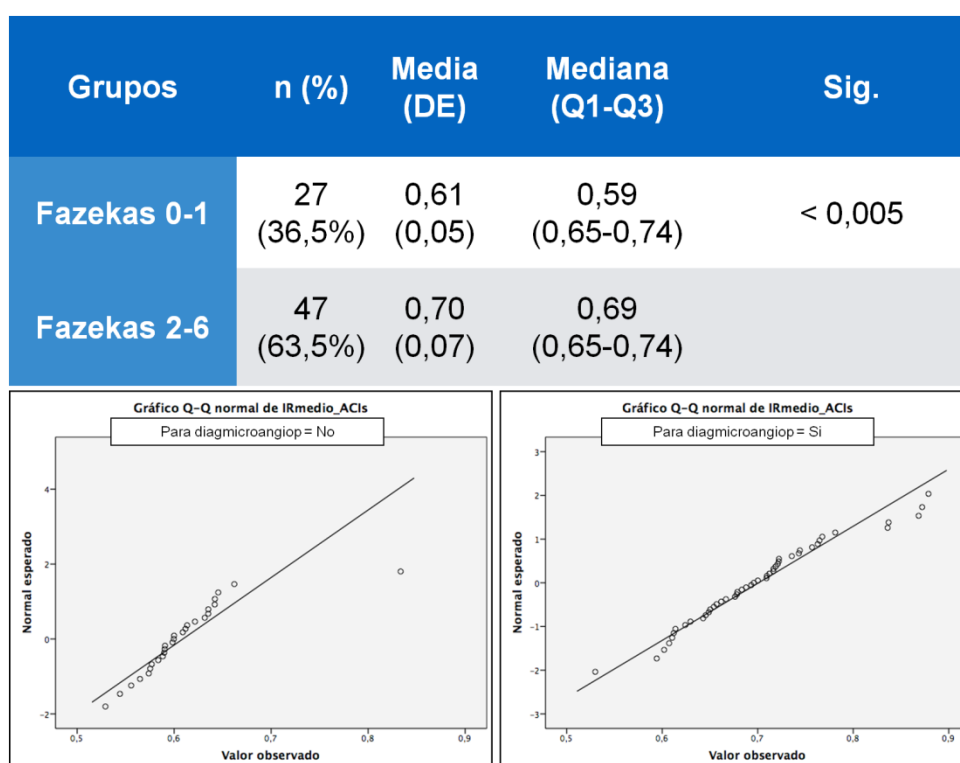 Grupos n (%) Media (DE) Mediana (Q1-Q3) Sig.
Fazekas 0-1 27 (36,5%) 0,61 (0,05) 0,59 (0,65-0,74) < 0,005
Fazekas 2-6 47 (63,5%) 0,70 (0,07) 0,69 (0,65-0,74)
Gráfico Q-Q normal de IRmedio_ACIs
Para diagmicroangiop = No
Normal esperado
4
2
0
-2
0,5 0,6 0,7 0,8 0,9
Valor observado
Gráfico Q-Q normal de IRmedio_ACIs
Para diagmicroangiop = Si
Normal esperado
3
2
1
0
-1
-2
-3
0,5 0,6 0,7 0,8 0,9
Valor observado